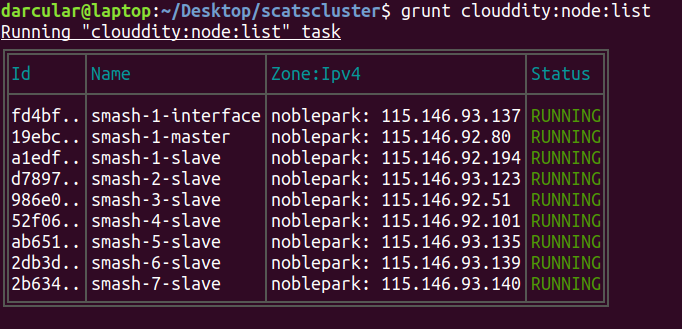 darcular@laptop:~/Desktop/scatscluster$ grunt clouddity:node:list
Running "clouddity:node:list" task
Id Name Zone:Ipv4 Status
fd4bf.. smash-1-interface noblepark: 115.146.93.137 RUNNING
19ebc.. smash-1-master noblepark: 115.146.92.80 RUNNING
a1edf.. smash-1-slave noblepark: 115.146.92.194 RUNNING
d7897.. smash-2-slave noblepark: 115.146.93.123 RUNNING
986e0.. smash-3-slave noblepark: 115.146.92.51 RUNNING
52f06.. smash-4-slave noblepark: 115.146.92.101 RUNNING
ab651.. smash-5-slave noblepark: 115.146.93.135 RUNNING
2db3d.. smash-6-slave noblepark: 115.146.93.139 RUNNING
2b634.. smash-7-slave noblepark: 115.146.93.140 RUNNING